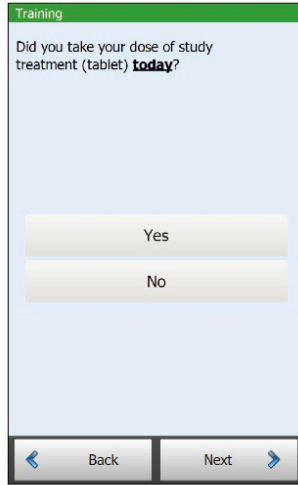 Training
Did you take your dose of study
treatment (tablet) today?
Yes
No
Back
Next